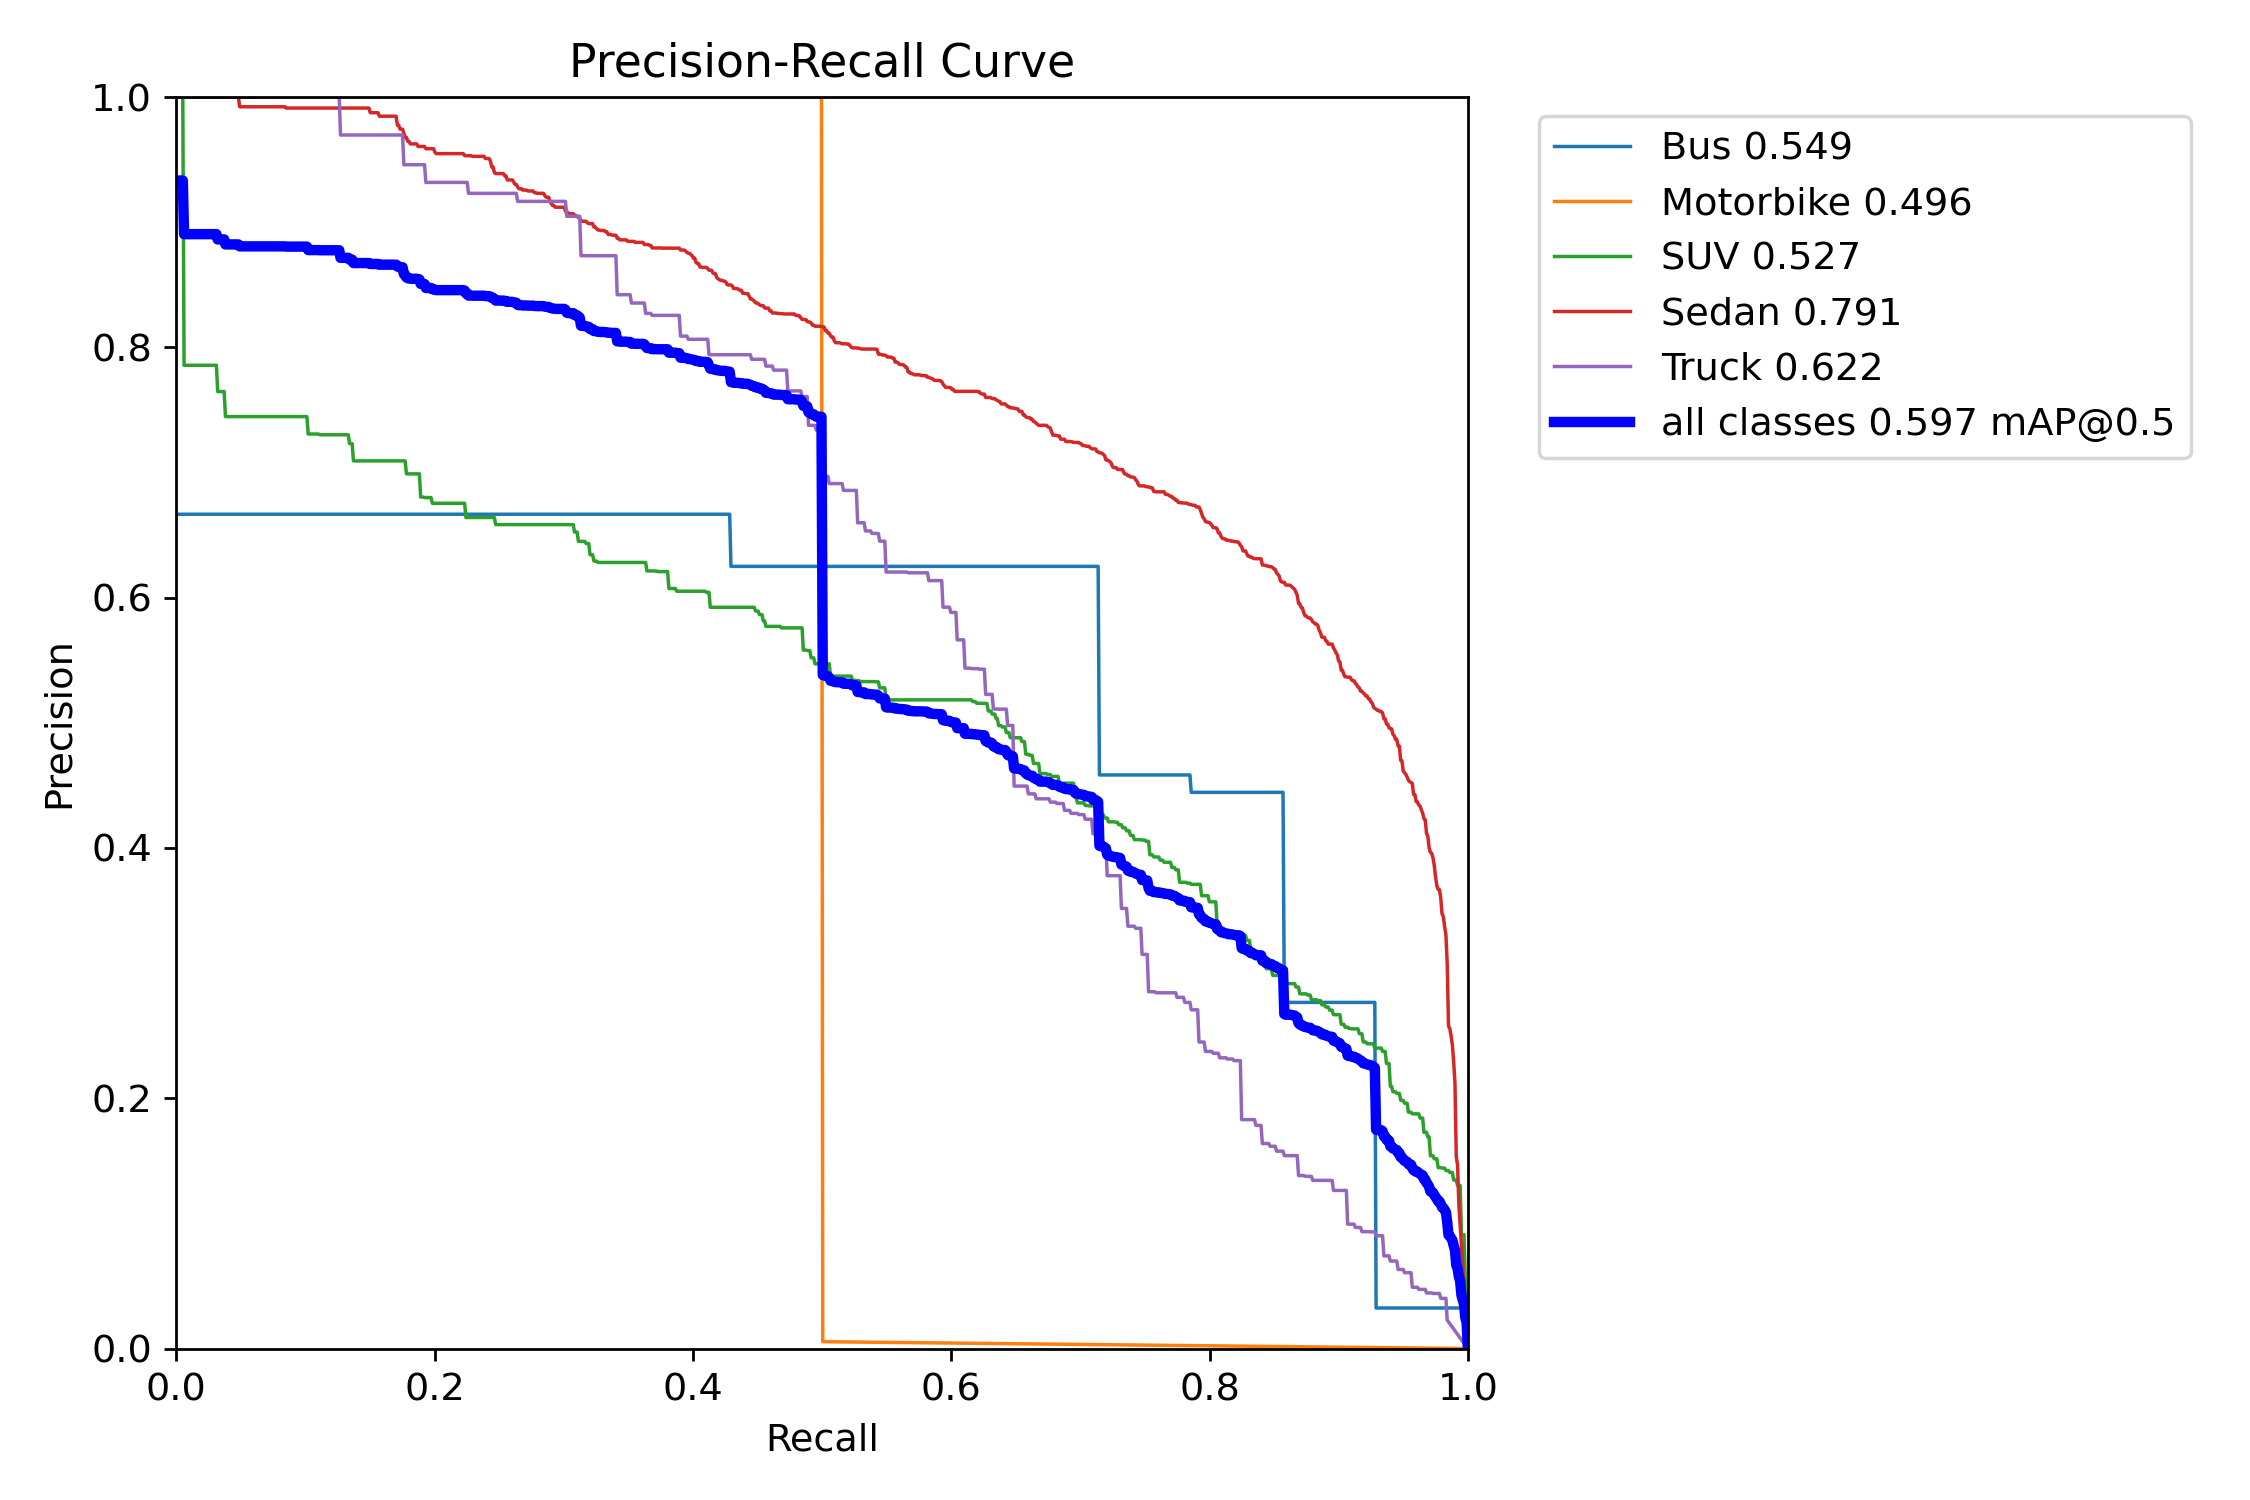 Precision-Recall Curve
1.0
0.8
0.6
0.4
0.2
0.0
Precision
0.0 0.2 0.4 0.6 0.8 1.0
Recall
Bus 0.549
Motorbike 0.496
SUV 0.527
Sedan 0.791
Truck 0.622
all classes 0.597 mAP@0.5